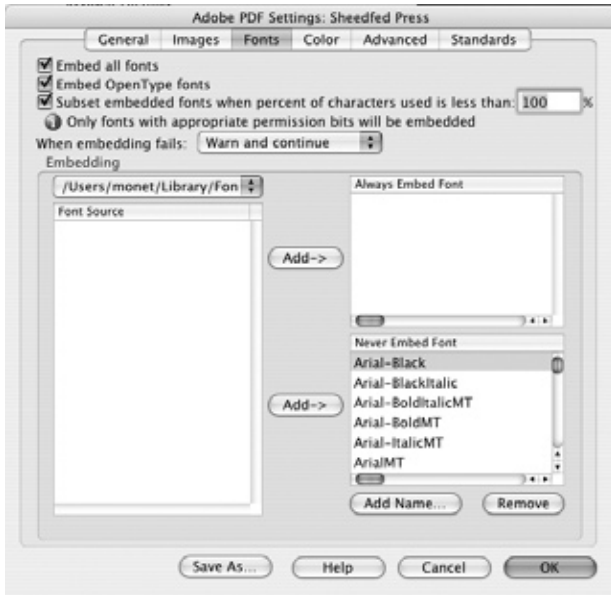 Adobe PDF Settings: Sheedfed Press
General Images Fonts Color Advanced Standards
Embed all fonts
Embed OpenType fonts
Subset embedded fonts when percent of characters used is less than: 100 %
Only fonts with appropriate permission bits will be embedded
When embedding fails: Warn and continue
Embedding
/Users/monet/Library/Fon
Always Embed Font
Font Source
Add->
Never Embed Font
Arial-Black
Arial-BlackItalic
Add->
Arial-BoldItalicMT
Arial-BoldMT
Arial-ItalicMT
ArialMT
Add Name... Remove
Save As... Help Cancel OK